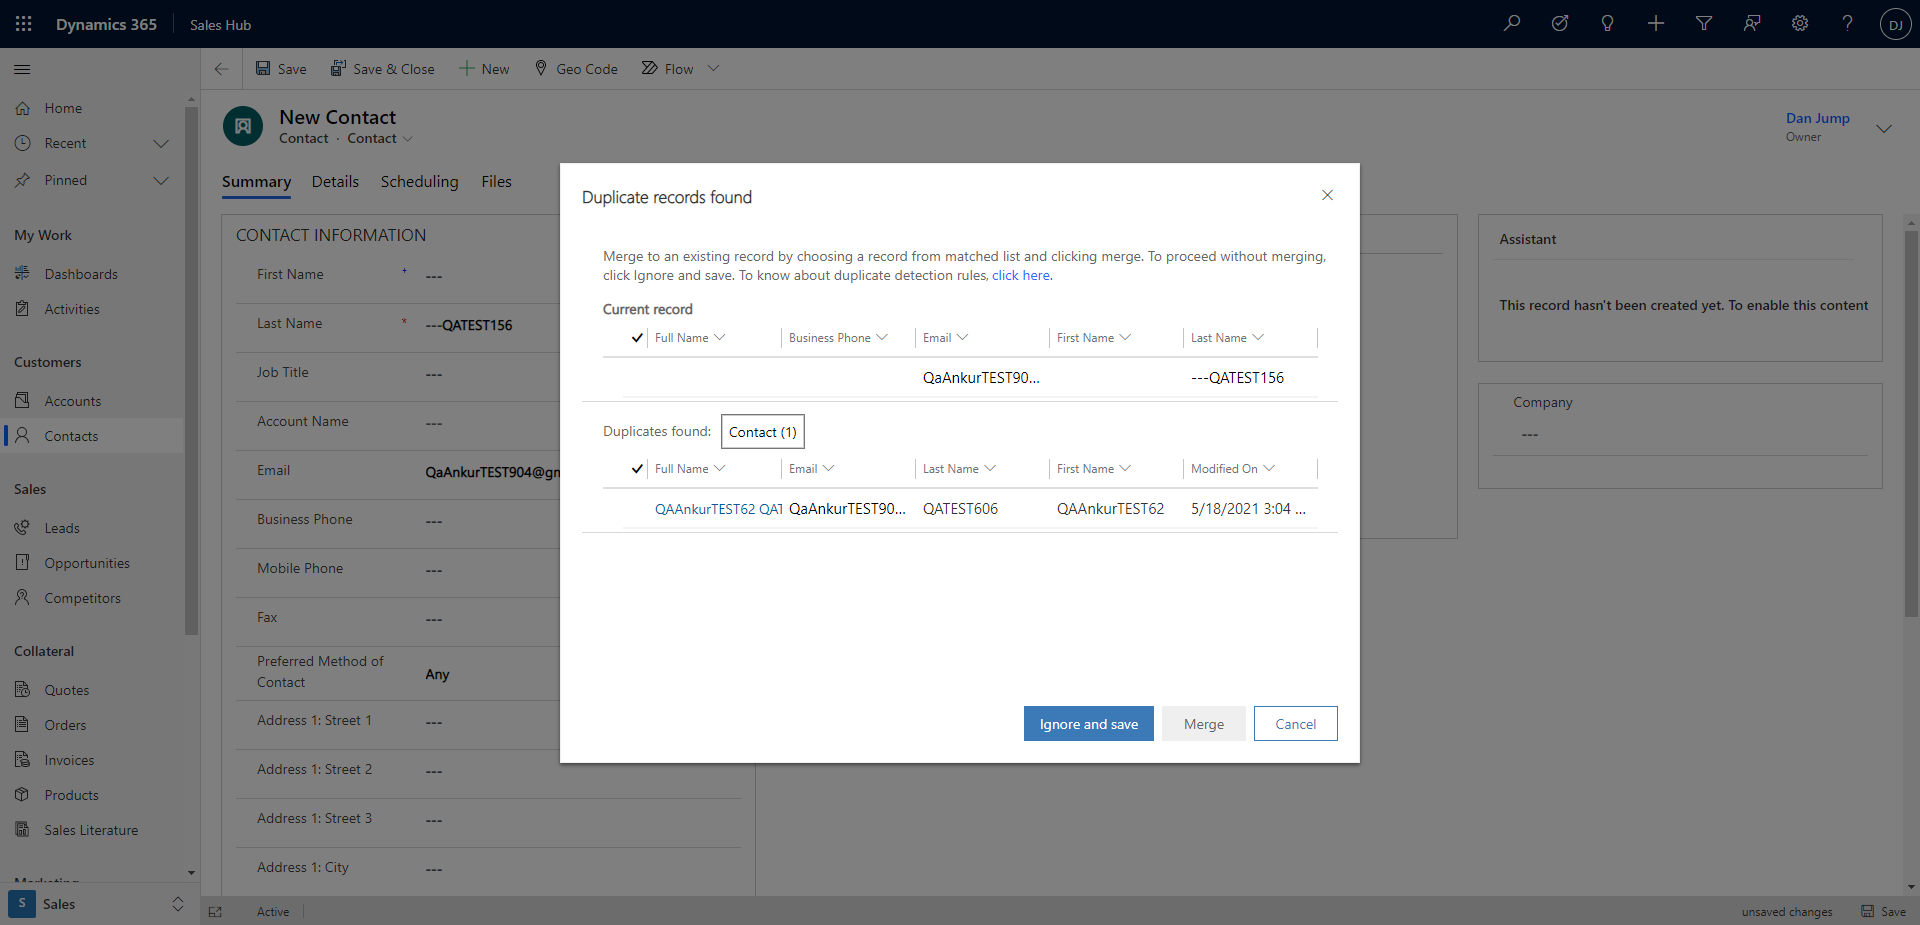 Dynamics 365
Sales Hub
DJ
Save
Save & Close
New
Geo Code
Flow
Home
Recent
Pinned
My Work
Dashboards
Activities
Customers
Accounts
Contacts
Sales
Leads
Opportunities
Competitors
Collateral
Quotes
Orders
Invoices
Products
Sales Literature
Marketing
S
Sales
New Contact
Contact · Contact
Dan Jump
Owner
Summary
Details
Scheduling
Files
CONTACT INFORMATION
First Name + ---
Last Name * ---QATEST156
Job Title ---
Account Name ---
Email QaAnkurTEST904@gm
Business Phone ---
Mobile Phone ---
Fax ---
Preferred Method of
Contact Any
Address 1: Street 1 ---
Address 1: Street 2 ---
Address 1: Street 3 ---
Address 1: City ---
Duplicate records found
Merge to an existing record by choosing a record from matched list and clicking merge. To proceed without merging,
click Ignore and save. To know about duplicate detection rules, click here.
Current record
Full Name Business Phone Email First Name Last Name
QaAnkurTEST90... ---QATEST156
Duplicates found: Contact (1)
Full Name Email Last Name First Name Modified On
QAAnkurTEST62 QAT QaAnkurTEST90... QATEST606 QAAnkurTEST62 5/18/2021 3:04 ...
Ignore and save
Merge
Cancel
Assistant
This record hasn't been created yet. To enable this content
Company
---
Active
unsaved changes
Save